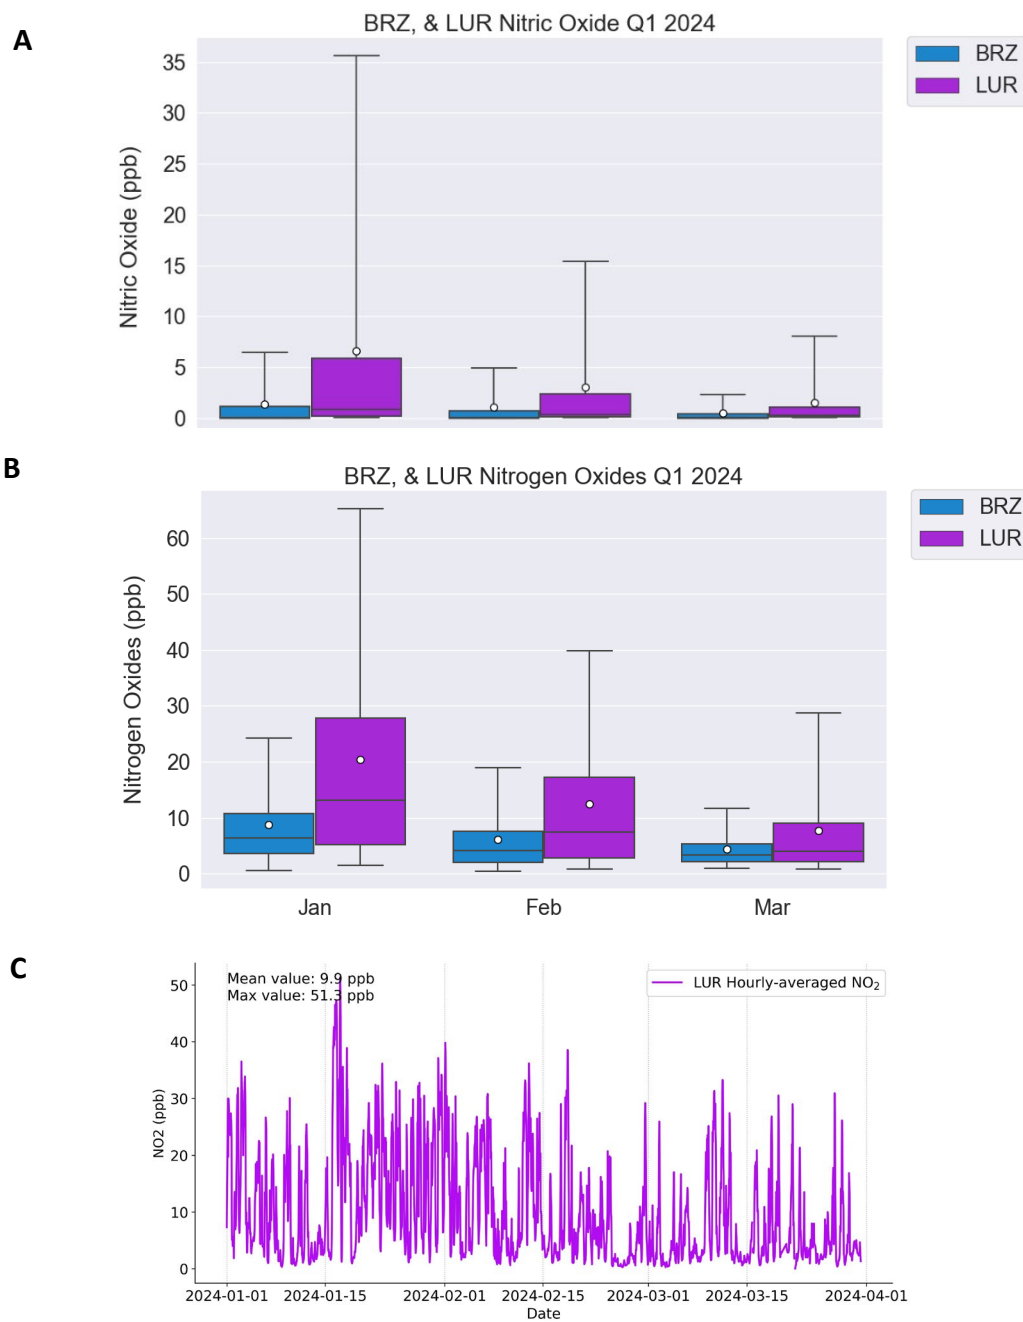 A
BRZ, & LUR Nitric Oxide Q1 2024
BRZ
LUR
Nitric Oxide (ppb)
35
30
25
20
15
10
5
0
B
BRZ, & LUR Nitrogen Oxides Q1 2024
BRZ
LUR
Nitrogen Oxides (ppb)
60
50
40
30
20
10
0
Jan Feb Mar
C
Mean value: 9.9 ppb
Max value: 51.3 ppb
LUR Hourly-averaged NO₂
NO2 (ppb)
50
40
30
20
10
0
2024-01-01 2024-01-15 2024-02-01 2024-02-15 2024-03-01 2024-03-15 2024-04-01
Date